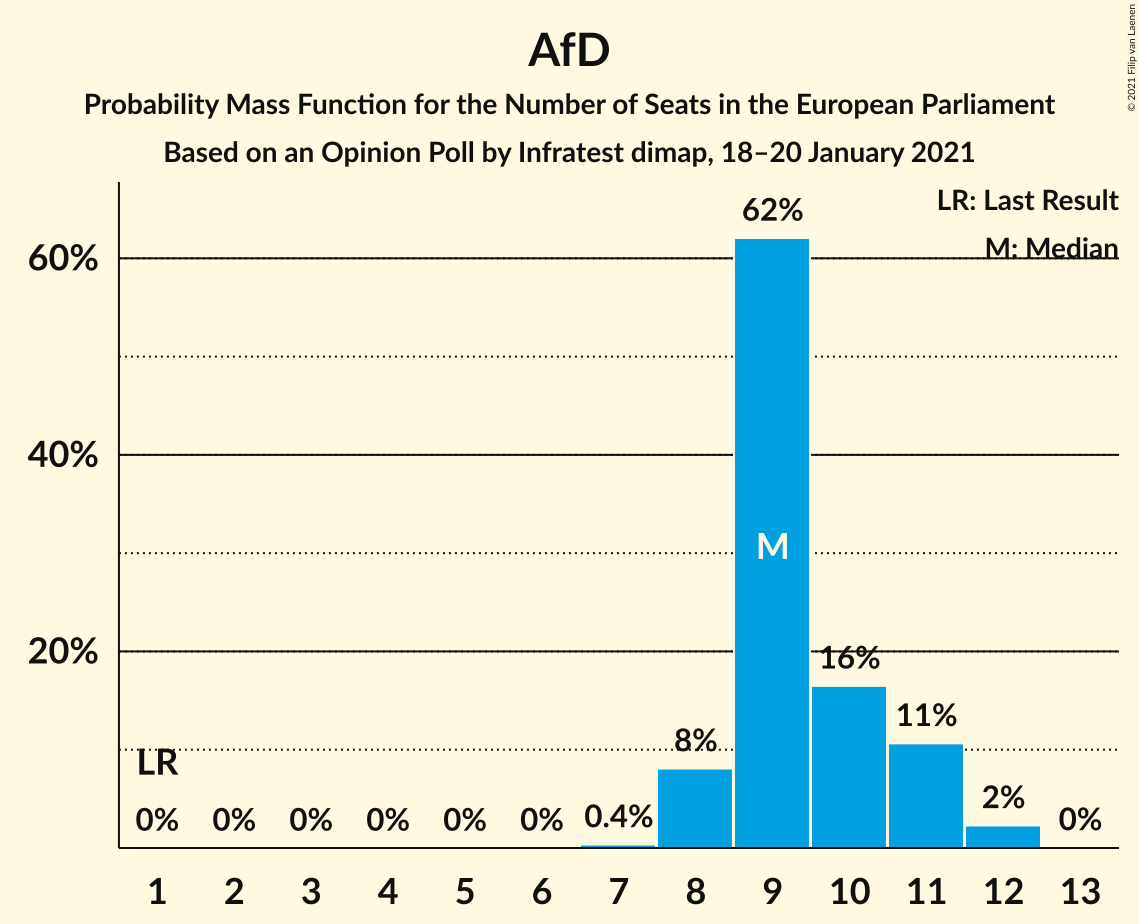 AfD
Probability Mass Function for the Number of Seats in the European Parliament
Based on an Opinion Poll by Infratest dimap, 18–20 January 2021
© 2021 Filip van Laenen
LR: Last Result
M: Median
62%
60%
40%
M
20%
16%
11%
8%
LR
2%
0% 0% 0% 0% 0% 0% 0.4% 0%
1 2 3 4 5 6 7 8 9 10 11 12 13